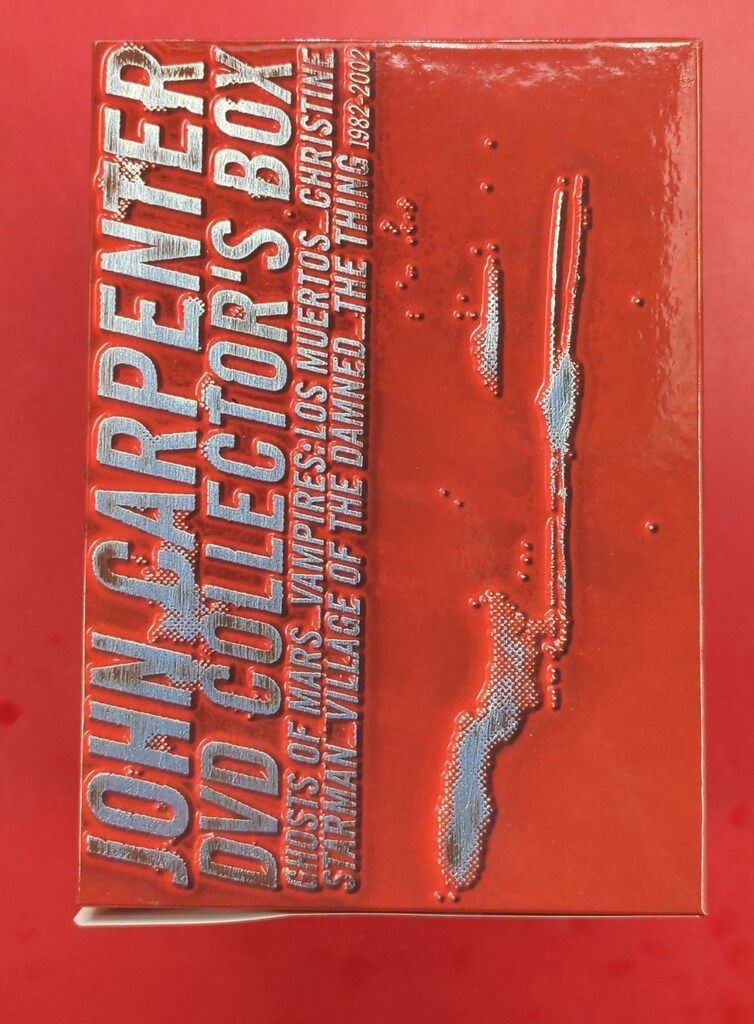 JOHN CARPENTER
DVD COLLECTOR'S BOX
GHOSTS OF MARS_VAMPIRES:LOS MUERTOS_CHRISTINE
STARMAN_VILLAGE OF THE DAMNED_THE THING 1982-2002